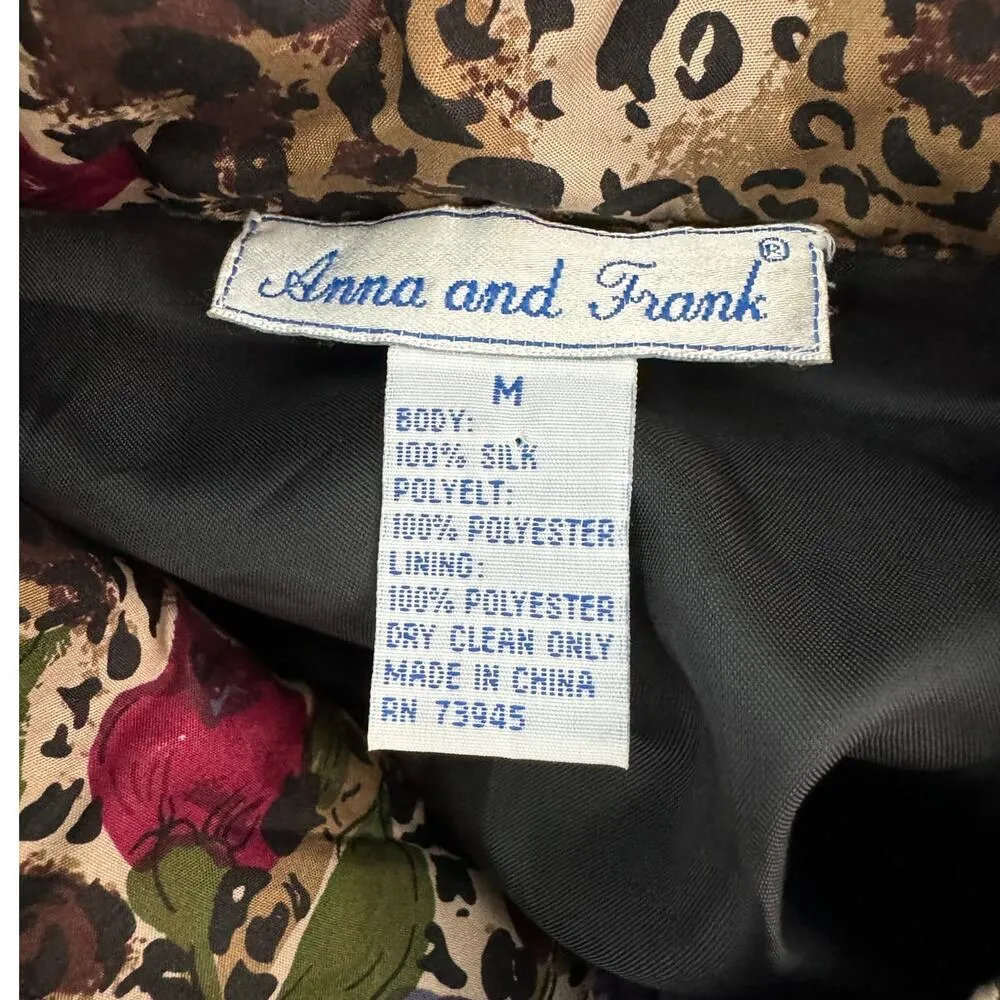 Anna and Frank®
M
BODY:
100% SILK
POLYELT:
100% POLYESTER
LINING:
100% POLYESTER
DRY CLEAN ONLY
MADE IN CHINA
RN 73945